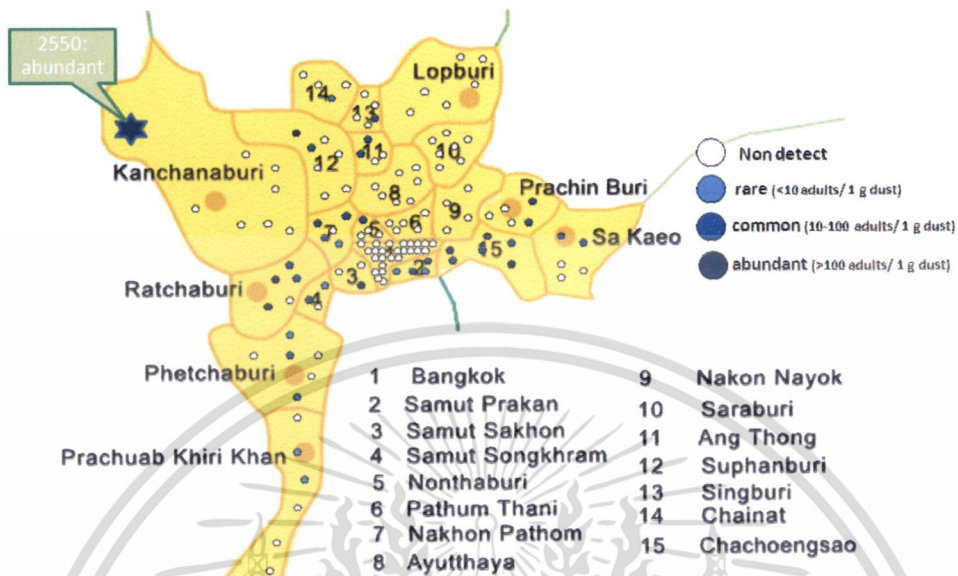 2550:
abundant
Lopburi
14
13
11
10
12
Kanchanaburi
8
Prachin Buri
9
6
5
7
1
15
Sa Kaeo
2
3
Ratchaburi
4
Non detect
rare (<10 adults/ 1 g dust)
common (10-100 adults/ 1 g dust)
abundant (>100 adults/ 1 g dust)
Phetchaburi
Prachuab Khiri Khan
1 Bangkok
2 Samut Prakan
3 Samut Sakhon
4 Samut Songkhram
5 Nonthaburi
6 Pathum Thani
7 Nakhon Pathom
8 Ayutthaya
9 Nakon Nayok
10 Saraburi
11 Ang Thong
12 Suphanburi
13 Singburi
14 Chainat
15 Chachoengsao